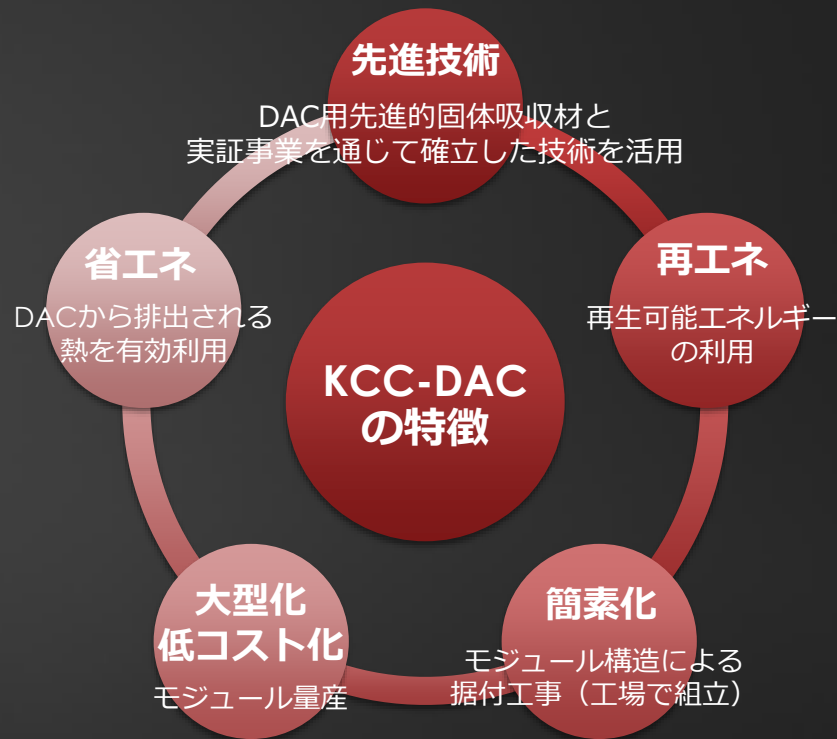 先進技術
DAC用先進的固体吸収材と
実証事業を通じて確立した技術を活用
再エネ
再生可能エネルギー
の利用
簡素化
モジュール構造による
据付工事（工場で組立）
大型化
低コスト化
モジュール量産
省エネ
DACから排出される
熱を有効利用
KCC-DAC
の特徴